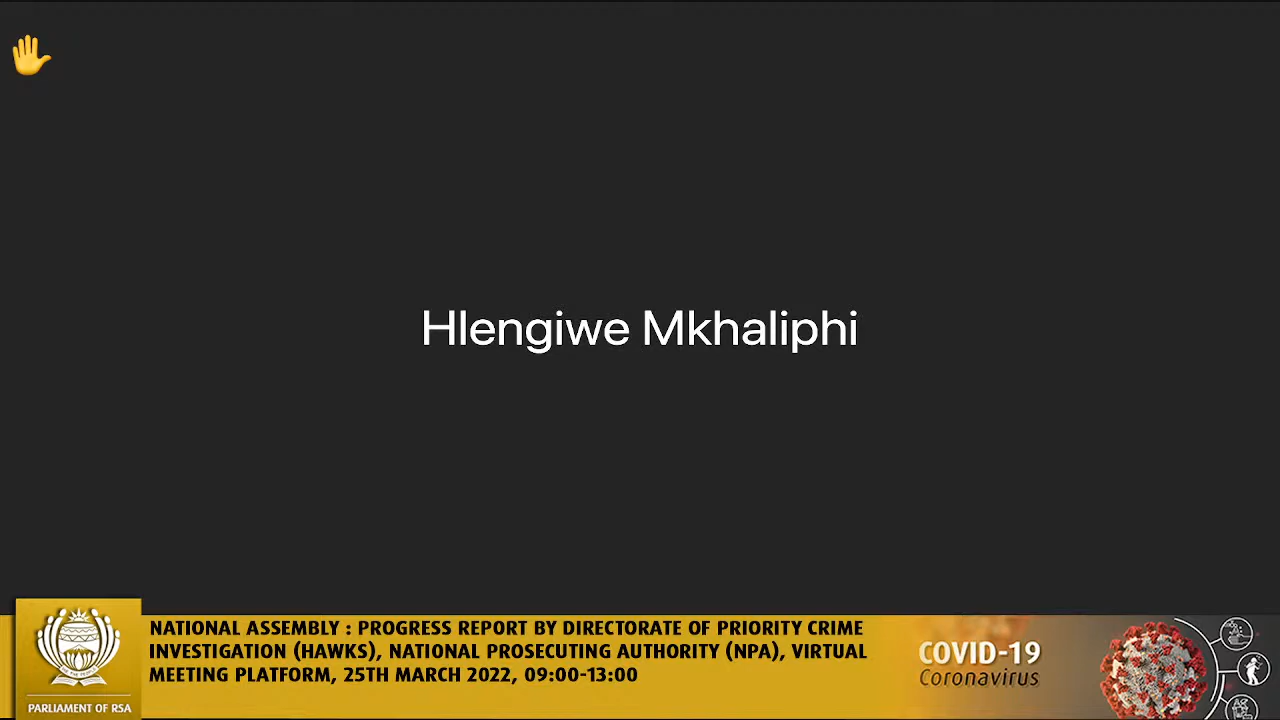 Hlengiwe Mkhaliphi
NATIONAL ASSEMBLY : PROGRESS REPORT BY DIRECTORATE OF PRIORITY CRIME
INVESTIGATION (HAWKS), NATIONAL PROSECUTING AUTHORITY (NPA), VIRTUAL
MEETING PLATFORM, 25TH MARCH 2022, 09:00-13:00
PARLIAMENT OF RSA
COVID-19
Coronavirus